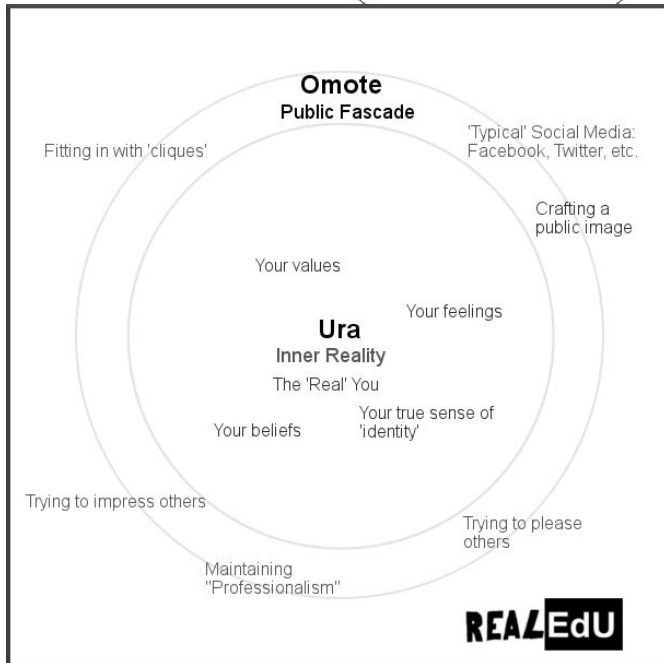 Omote
Public Fascade
Fitting in with 'cliques'
'Typical' Social Media:
Facebook, Twitter, etc.
Crafting a
public image
Your values
Your feelings
Ura
Inner Reality
The 'Real' You
Your true sense of
'identity'
Your beliefs
Trying to impress others
Trying to please
others
Maintaining
"Professionalism"
REALEdU